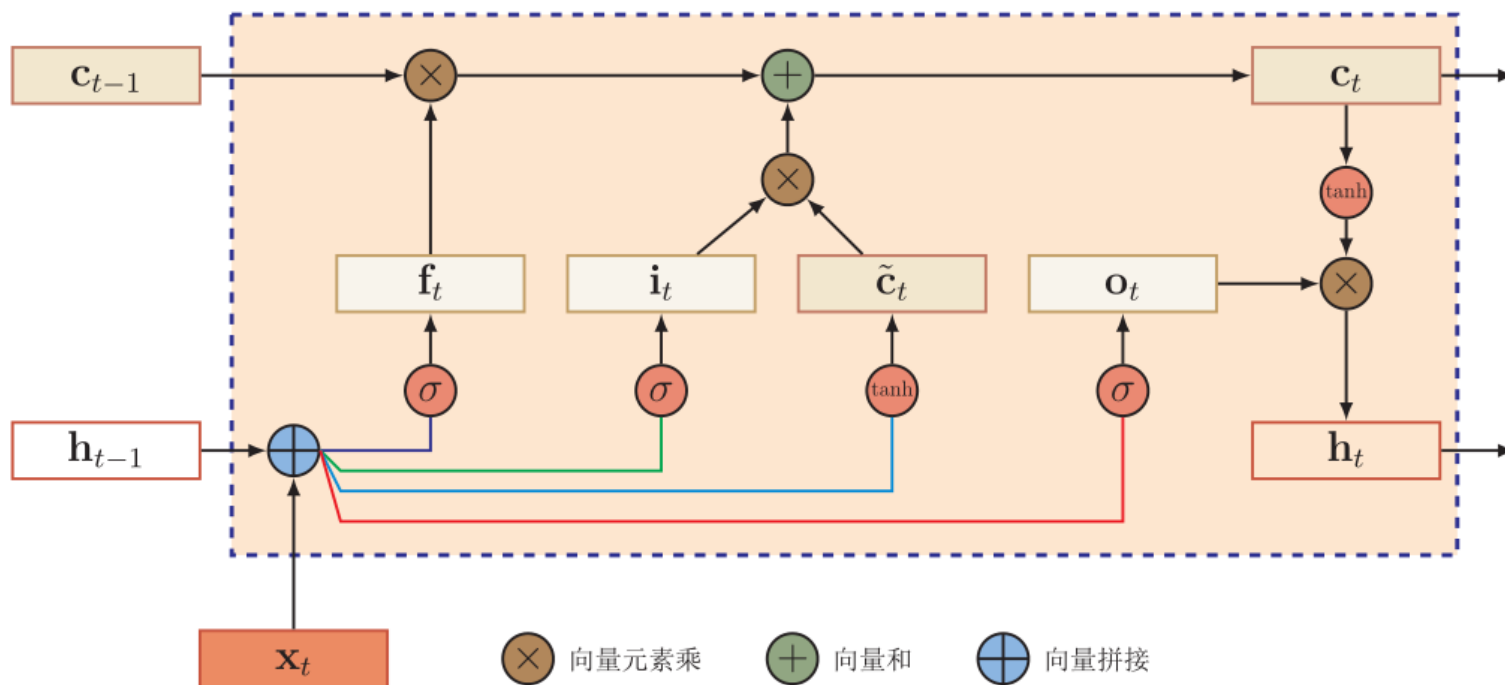 c_{t−1} × + c_t
× tanh
f_t i_t c̃_t o_t ×
σ σ tanh σ
h_{t−1} h_t
x_t × 向量元素乘 + 向量和 向量拼接